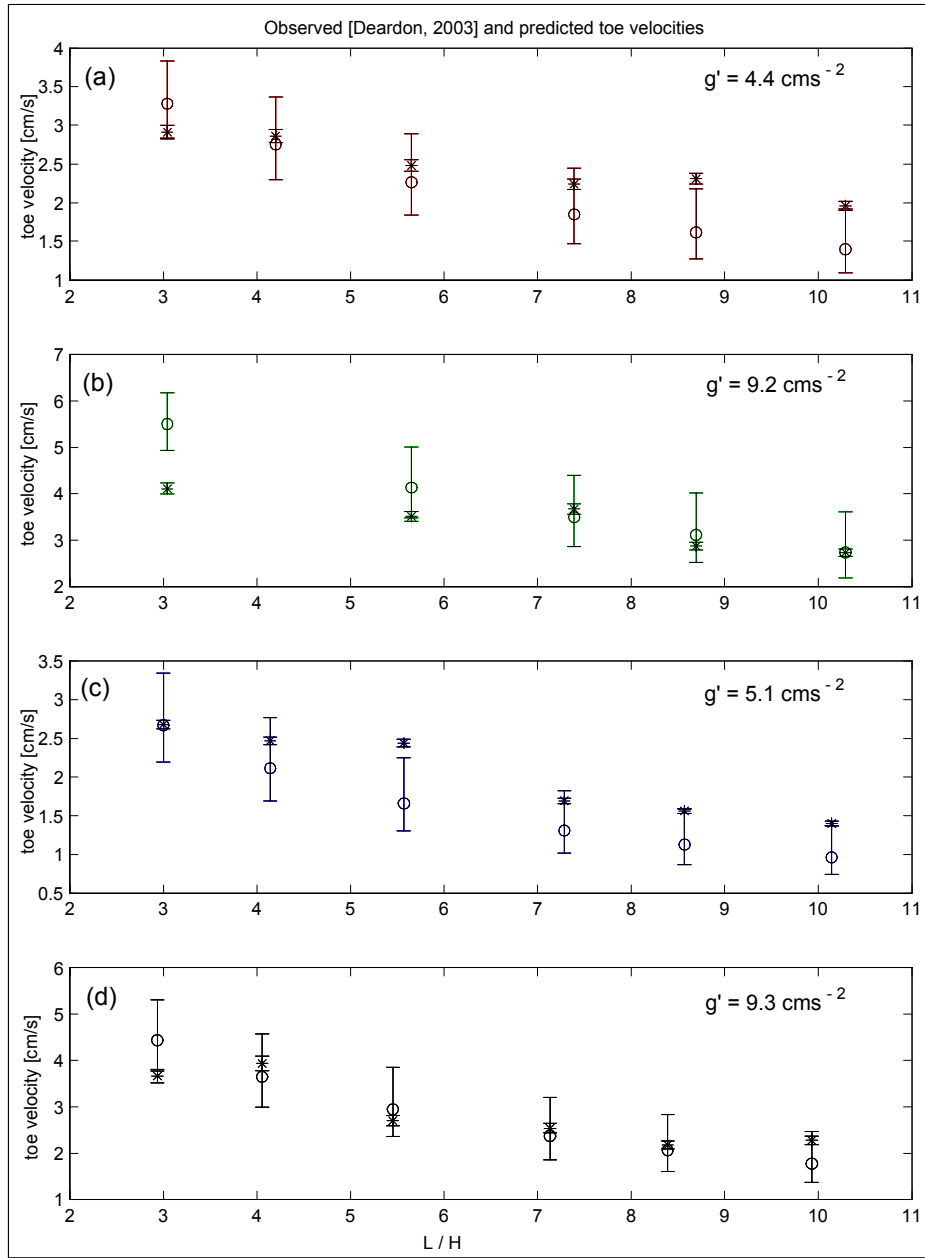 Observed [Deardon, 2003] and predicted toe velocities
(a)
g' = 4.4 cms-2
toe velocity [cm/s]
4
3.5
3
2.5
2
1.5
1
2 3 4 5 6 7 8 9 10 11
(b)
g' = 9.2 cms-2
toe velocity [cm/s]
7
6
5
4
3
2
2 3 4 5 6 7 8 9 10 11
(c)
g' = 5.1 cms-2
toe velocity [cm/s]
3.5
3
2.5
2
1.5
1
0.5
2 3 4 5 6 7 8 9 10 11
(d)
g' = 9.3 cms-2
toe velocity [cm/s]
6
5
4
3
2
1
2 3 4 5 6 7 8 9 10 11
L / H